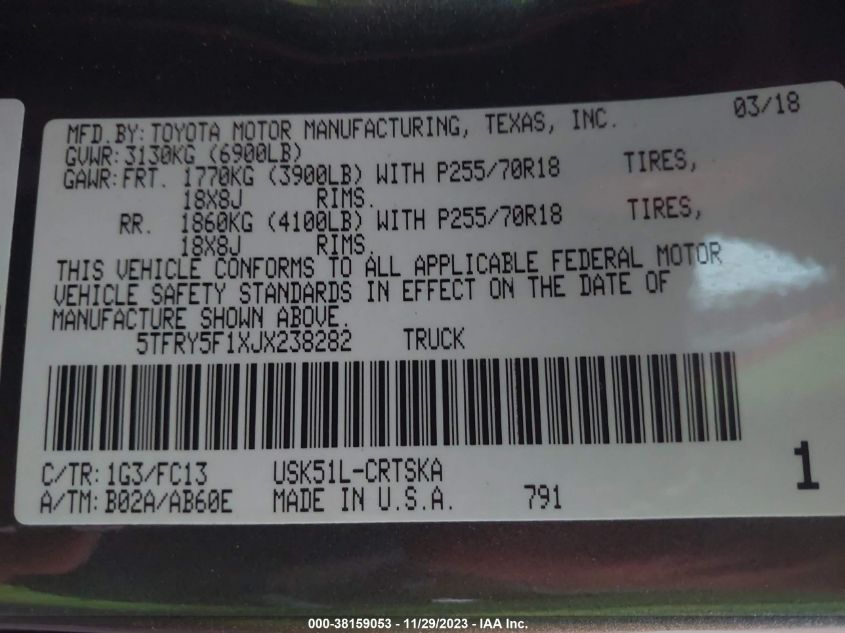 MFD.BY: TOYOTA MOTOR MANUFACTURING, TEXAS, INC. 03/18
GVWR: 3130KG (6900LB)
GAWR: FRT. 1770KG (3900LB) WITH P255/70R18 TIRES,
18X8J RIMS.
RR. 1860KG (4100LB) WITH P255/70R18 TIRES,
18X8J RIMS.
THIS VEHICLE CONFORMS TO ALL APPLICABLE FEDERAL MOTOR
VEHICLE SAFETY STANDARDS IN EFFECT ON THE DATE OF
MANUFACTURE SHOWN ABOVE.
5TFRY5F1XJX238282 TRUCK
C/TR: 1G3/FC13 USK51L-CRTSKA
A/TM: B02A/AB60E MADE IN U.S.A. 791
1
000-38159053 - 11/29/2023 - IAA Inc.